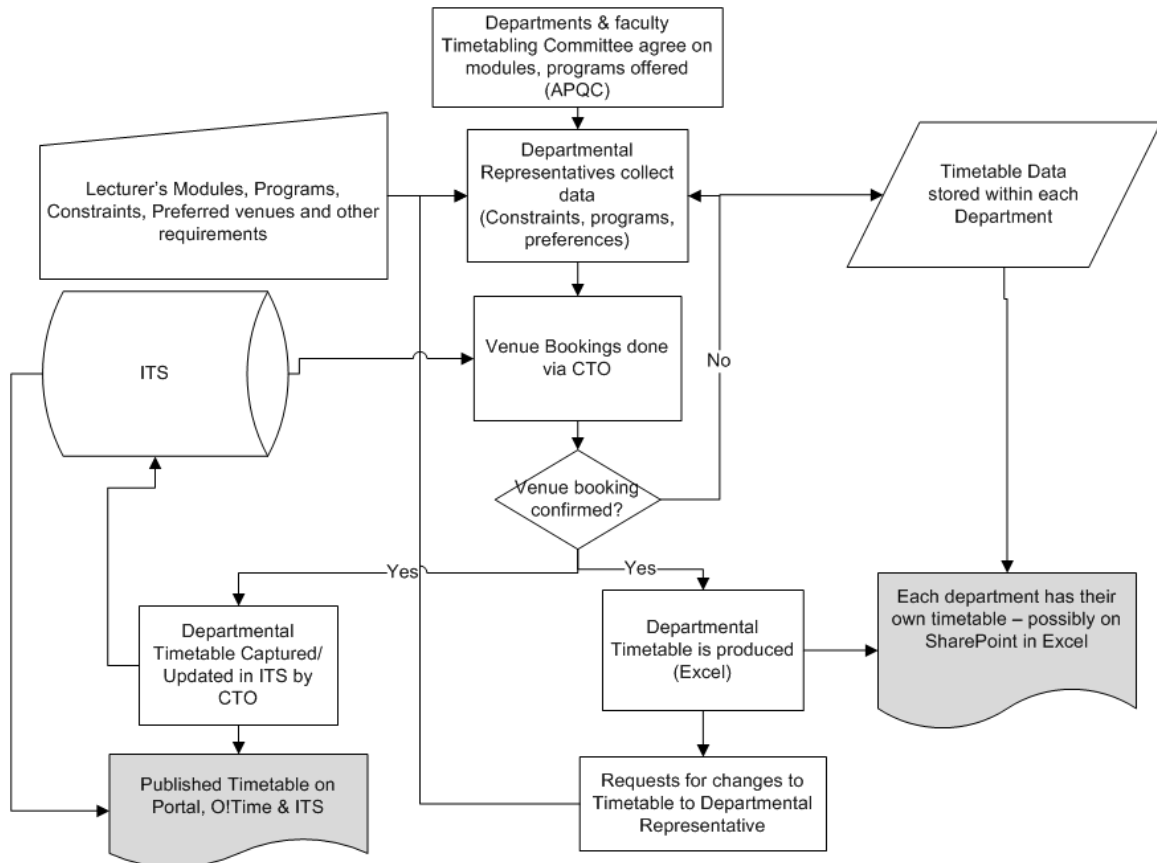 Departments & faculty
Timetabling Committee agree on
modules, programs offered
(APQC)
Lecturer's Modules, Programs,
Constraints, Preferred venues and other
requirements
Departmental
Representatives collect
data
(Constraints, programs,
preferences)
Timetable Data
stored within each
Department
ITS
Venue Bookings done
via CTO
No
Venue booking
confirmed?
Yes
Yes
Departmental
Timetable Captured/
Updated in ITS by
CTO
Departmental
Timetable is produced
(Excel)
Each department has their
own timetable – possibly on
SharePoint in Excel
Published Timetable on
Portal, O!Time & ITS
Requests for changes to
Timetable to Departmental
Representative